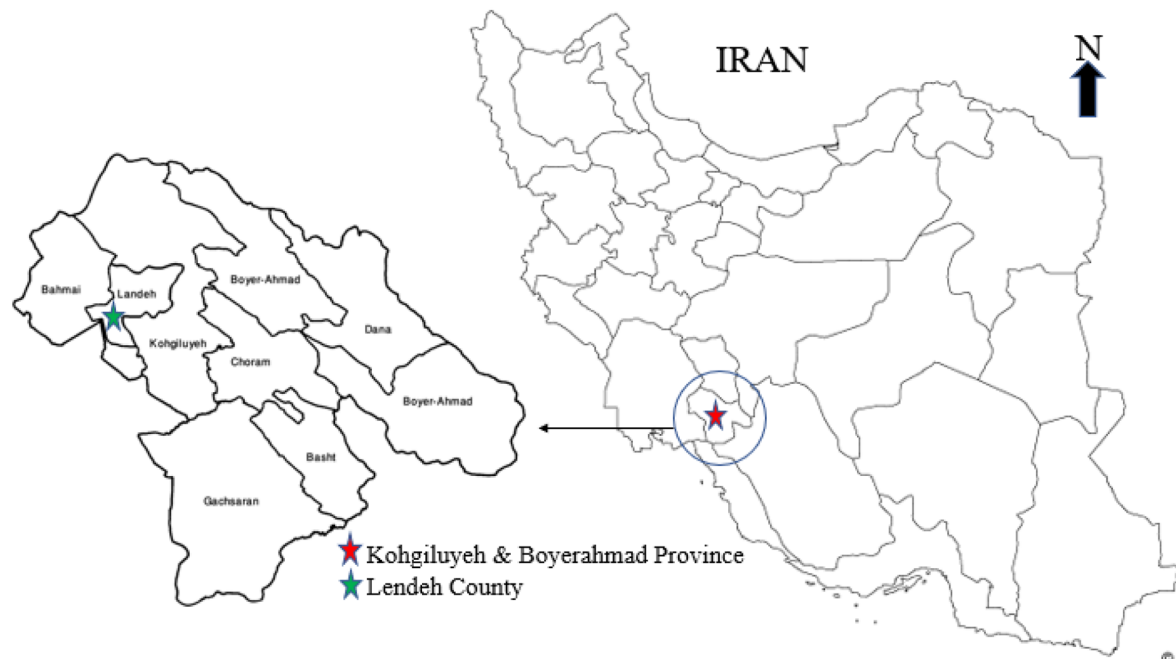 IRAN
N
Bahmai
Landeh
Boyer-Ahmad
Dana
Kohgiluyeh
Choram
Boyer-Ahmad
Basht
Gachsaran
Kohgiluyeh & Boyerahmad Province
Lendeh County
©